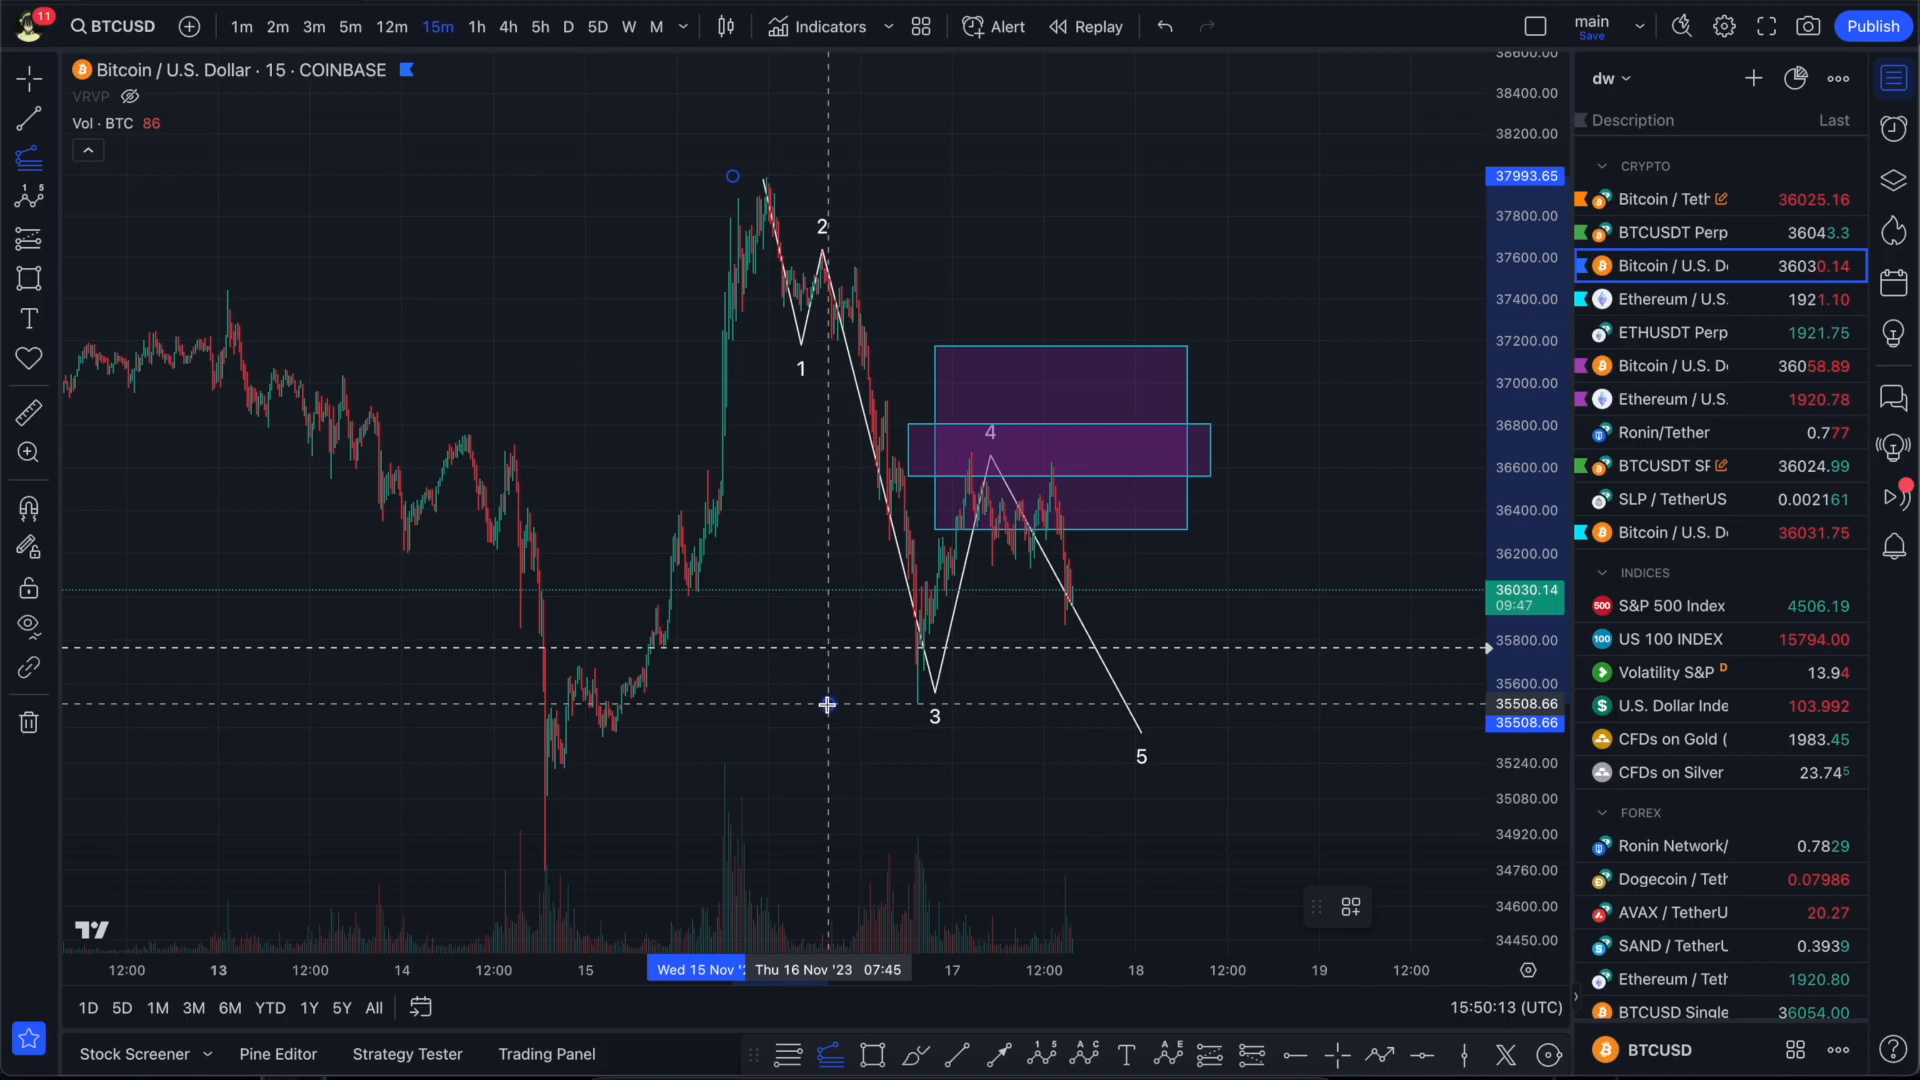 11
BTCUSD
1m 2m 3m 5m 12m 15m 1h 4h 5h D 5D W M
Indicators
Alert
Replay
main
Save
Publish
Bitcoin / U.S. Dollar · 15 · COINBASE
VRVP
Vol · BTC 86
1 5
T
2
1
4
3
5
38600.00
38400.00
38200.00
37993.65
37800.00
37600.00
37400.00
37200.00
37000.00
36800.00
36600.00
36400.00
36200.00
36030.14
09:47
35800.00
35600.00
35508.66
35508.66
35240.00
35080.00
34920.00
34760.00
34600.00
34450.00
12:00 13 12:00 14 12:00 15 Wed 15 Nov '2 Thu 16 Nov '23 07:45 17 12:00 18 12:00 19 12:00
1D 5D 1M 3M 6M YTD 1Y 5Y All
15:50:13 (UTC)
Stock Screener
Pine Editor
Strategy Tester
Trading Panel
1 5
A C
T
A E
dw
Description Last
CRYPTO
Bitcoin / Teth 36025.16
BTCUSDT Perp 36043.3
Bitcoin / U.S. D 36030.14
Ethereum / U.S. 1921.10
ETHUSDT Perp 1921.75
Bitcoin / U.S. D 36058.89
Ethereum / U.S. 1920.78
Ronin/Tether 0.777
BTCUSDT SF 36024.99
SLP / TetherUS 0.002161
Bitcoin / U.S. D 36031.75
INDICES
500 S&P 500 Index 4506.19
100 US 100 INDEX 15794.00
Volatility S&P D 13.94
$ U.S. Dollar Inde 103.992
CFDs on Gold ( 1983.45
CFDs on Silver 23.745
FOREX
Ronin Network/ 0.7829
Dogecoin / Teth 0.07986
AVAX / TetherU 20.27
SAND / TetherU 0.3939
Ethereum / Teth 1920.80
BTCUSD Single 36054.00
BTCUSD